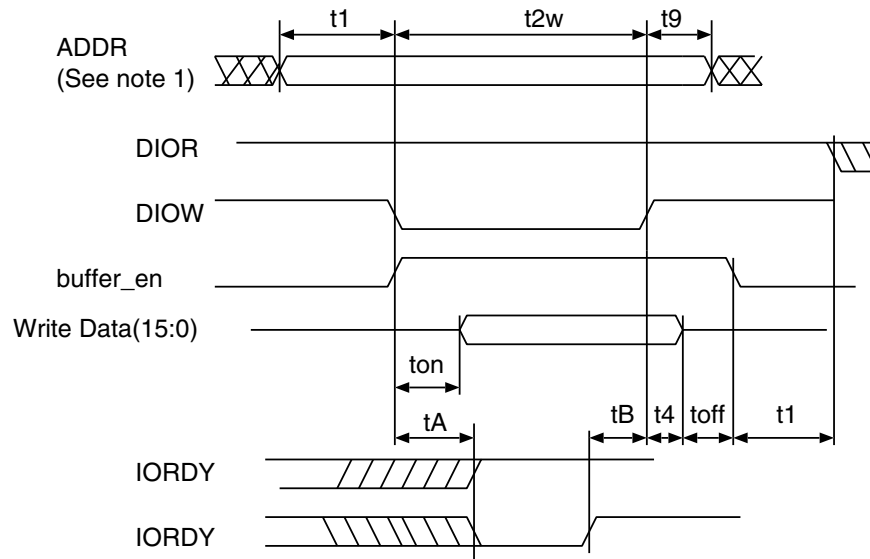 t1 t2w t9
ADDR
(See note 1)
DIOR
DIOW
buffer_en
Write Data(15:0)
ton
tA tB t4 toff t1
IORDY
IORDY